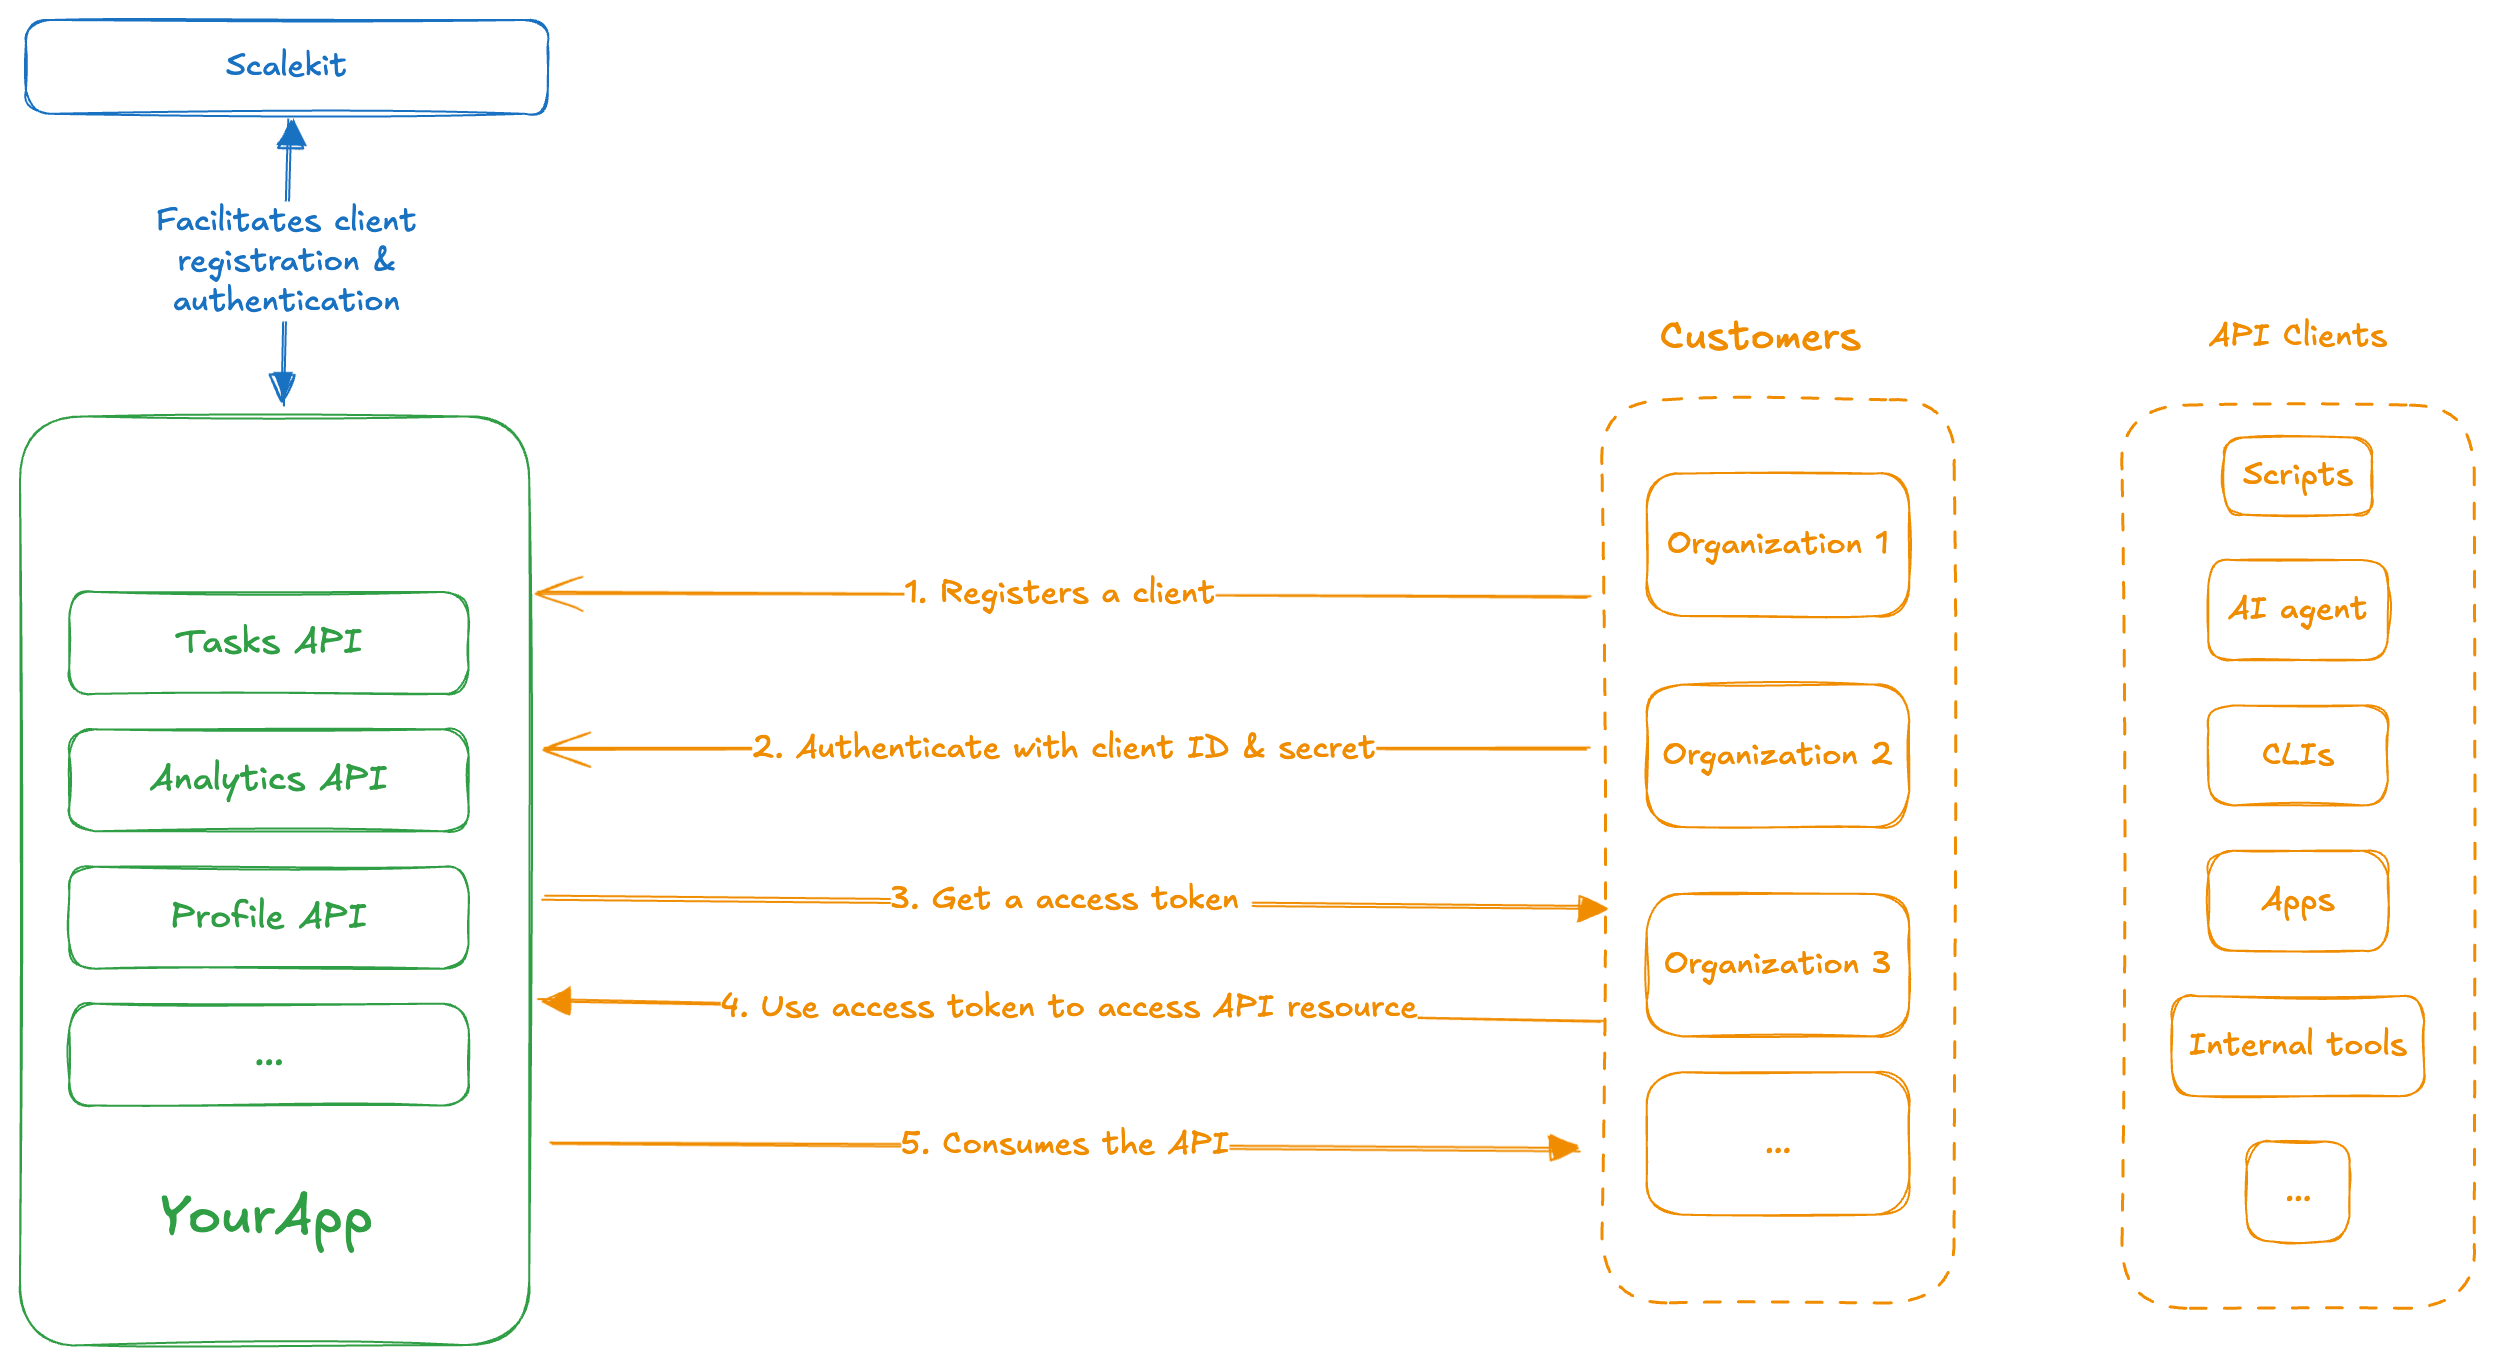 Scalekit
Facilitates client
registration &
authentication
Customers
API Clients
Tasks API
Analytics API
Profile API
...
YourApp
1. Registers a client
2. Authenticate with client ID & secret
3. Get a access token
4. Use access token to access API resource
5. Consumes the API
Organization 1
Organization 2
Organization 3
...
Scripts
AI agent
CLIs
Apps
Internal tools
...